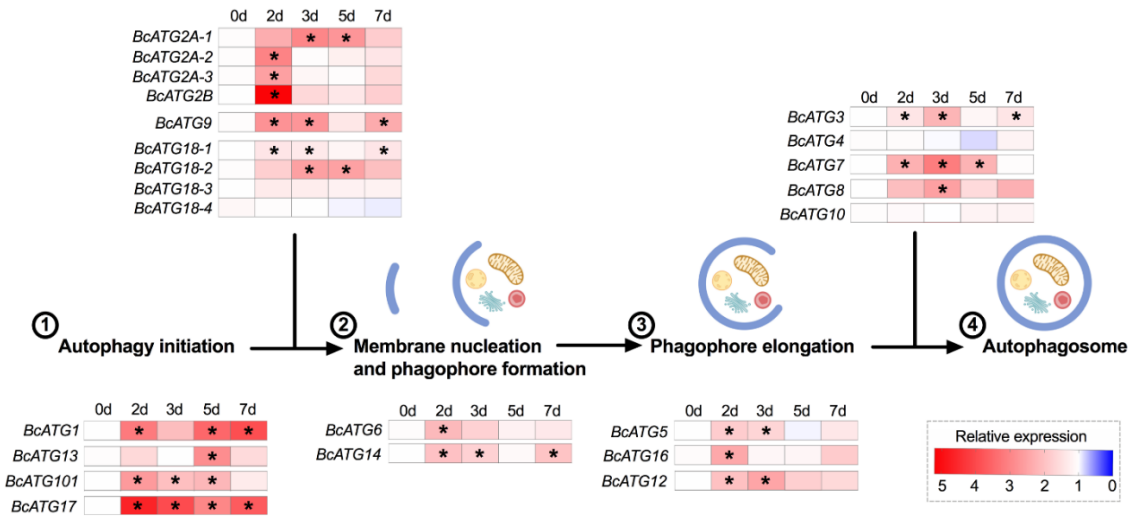 0d 2d 3d 5d 7d
BcATG2A-1 * *
BcATG2A-2 *
BcATG2A-3 *
BcATG2B *
BcATG9 * * *
BcATG18-1 * * *
BcATG18-2 * *
BcATG18-3
BcATG18-4
0d 2d 3d 5d 7d
BcATG3 * * *
BcATG4
BcATG7 * * *
BcATG8 *
BcATG10
1 Autophagy initiation
2 Membrane nucleation
and phagophore formation
3 Phagophore elongation
4 Autophagosome
0d 2d 3d 5d 7d
BcATG1 * * *
BcATG13 *
BcATG101 * * *
BcATG17 * * * *
0d 2d 3d 5d 7d
BcATG6 *
BcATG14 * * *
0d 2d 3d 5d 7d
BcATG5 * *
BcATG16 *
BcATG12 * *
Relative expression
5 4 3 2 1 0